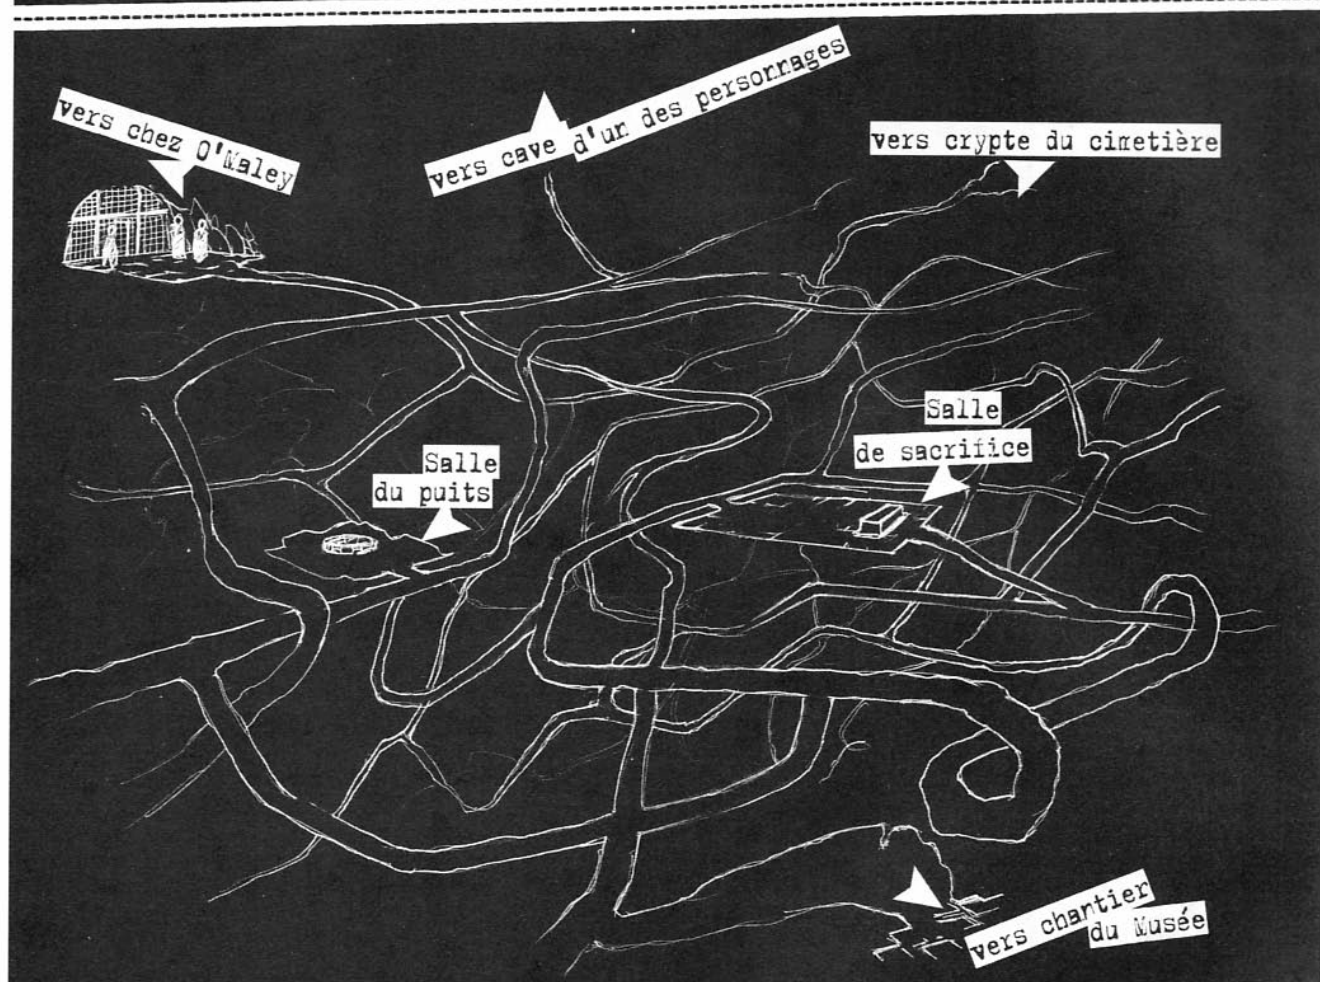 vers chez O'Maley
vers cave d'un des personnages
vers crypte du cimetière
Salle
de sacrifice
Salle
du puits
vers chantier
du Musée